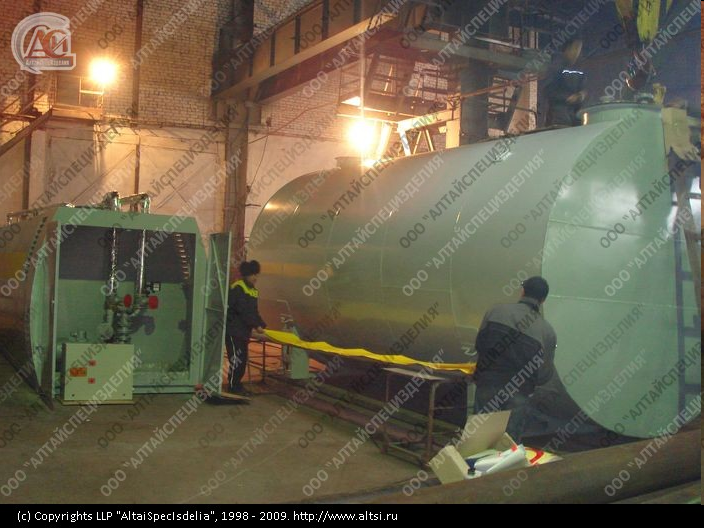 ООО "АЛТАЙСПЕЦИЗДЕЛИЯ"
(c) Copyrights LLP "AltaiSpecIsdelia", 1998 - 2009. http://www.altsi.ru